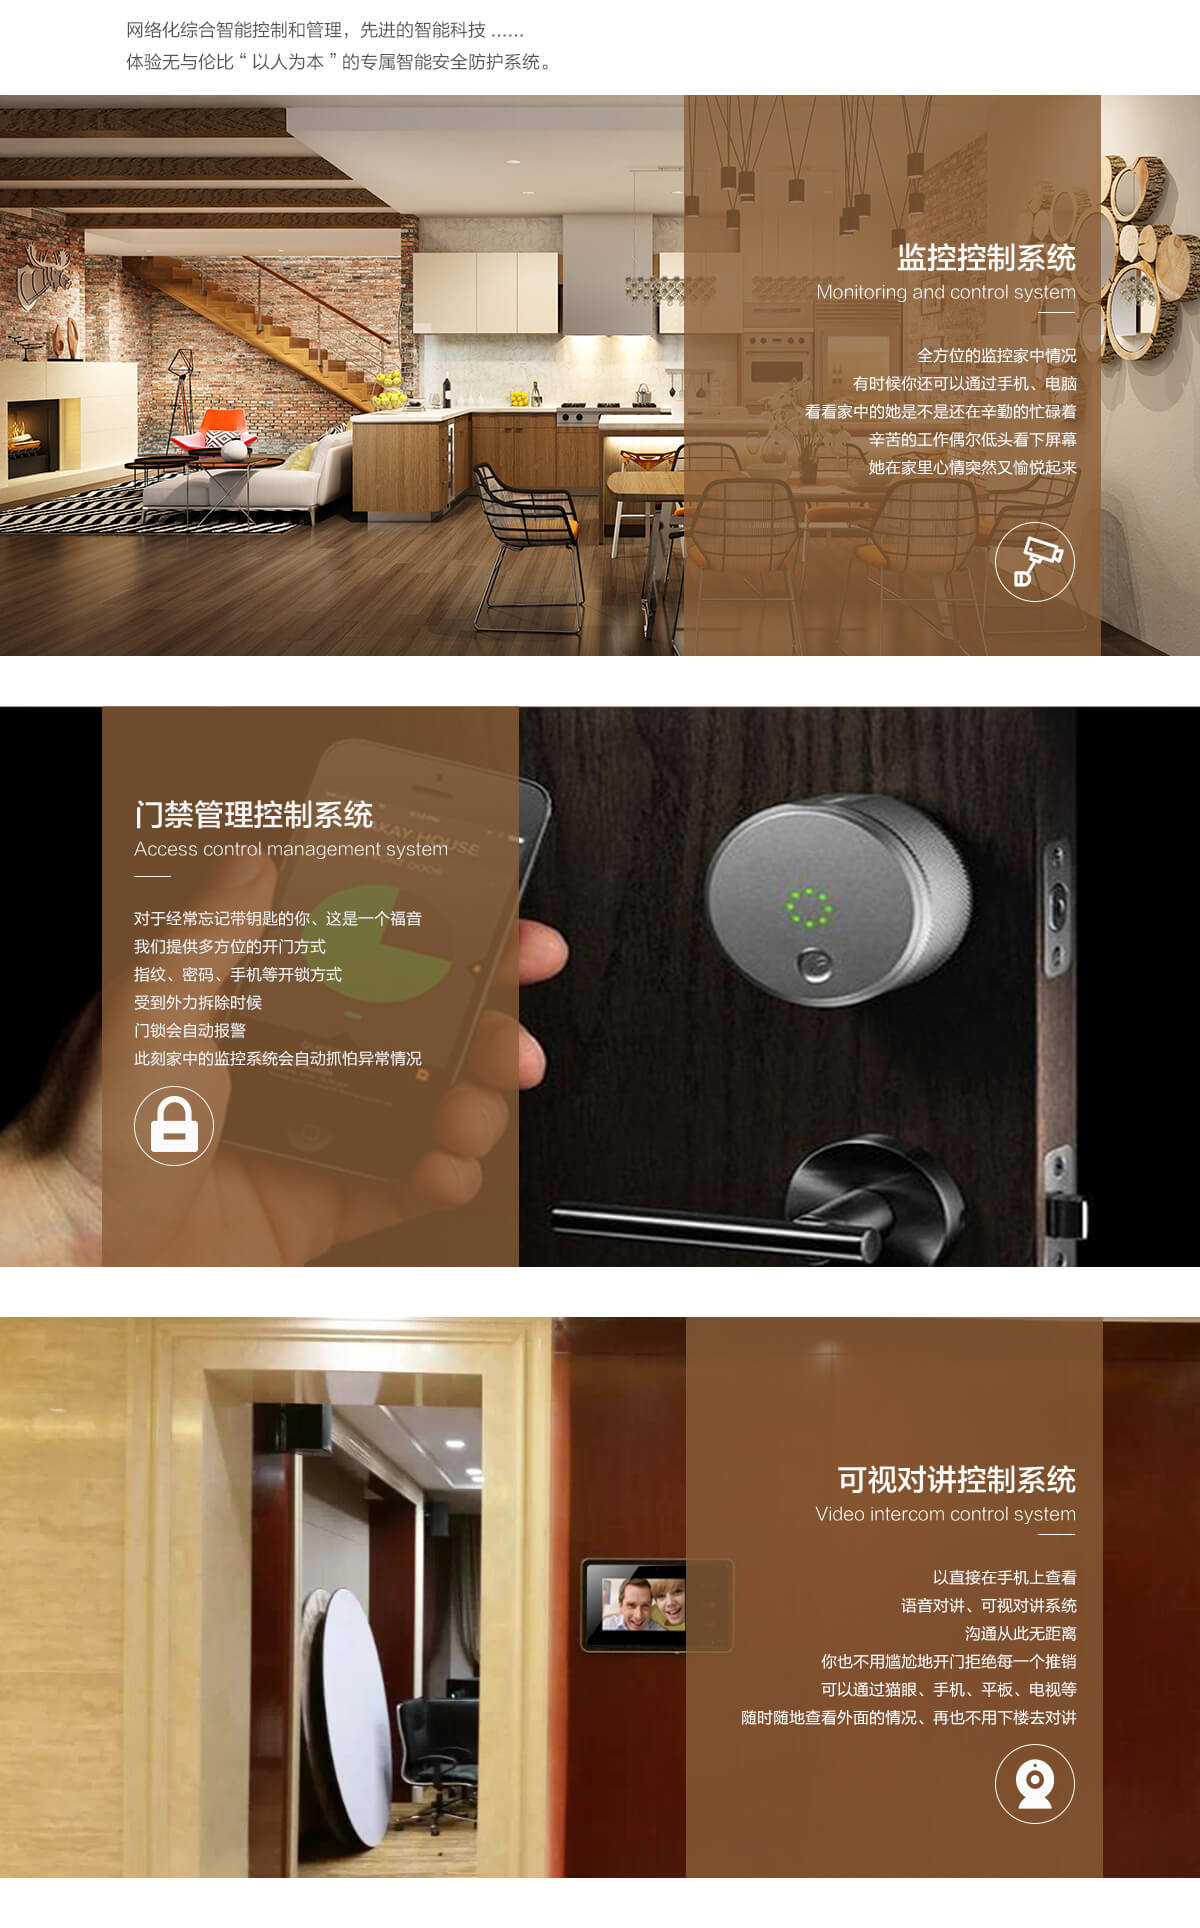 网络化综合智能控制和管理，先进的智能科技 ......
体验无与伦比 “ 以人为本 ” 的专属智能安全防护系统。
监控控制系统
Monitoring and control system
全方位的监控家中情况
有时候你还可以通过手机、电脑
看看家中的她是不是还在辛勤的忙碌着
辛苦的工作偶尔低头看下屏幕
她在家里心情突然又愉悦起来
门禁管理控制系统
Access control management system
对于经常忘记带钥匙的你、这是一个福音
我们提供多方位的开门方式
指纹、密码、手机等开锁方式
受到外力拆除时候
门锁会自动报警
此刻家中的监控系统会自动抓怕异常情况
可视对讲控制系统
Video intercom control system
以直接在手机上查看
语音对讲、可视对讲系统
沟通从此无距离
你也不用尴尬地开门拒绝每一个推销
可以通过猫眼、手机、平板、电视等
随时随地查看外面的情况、再也不用下楼去对讲